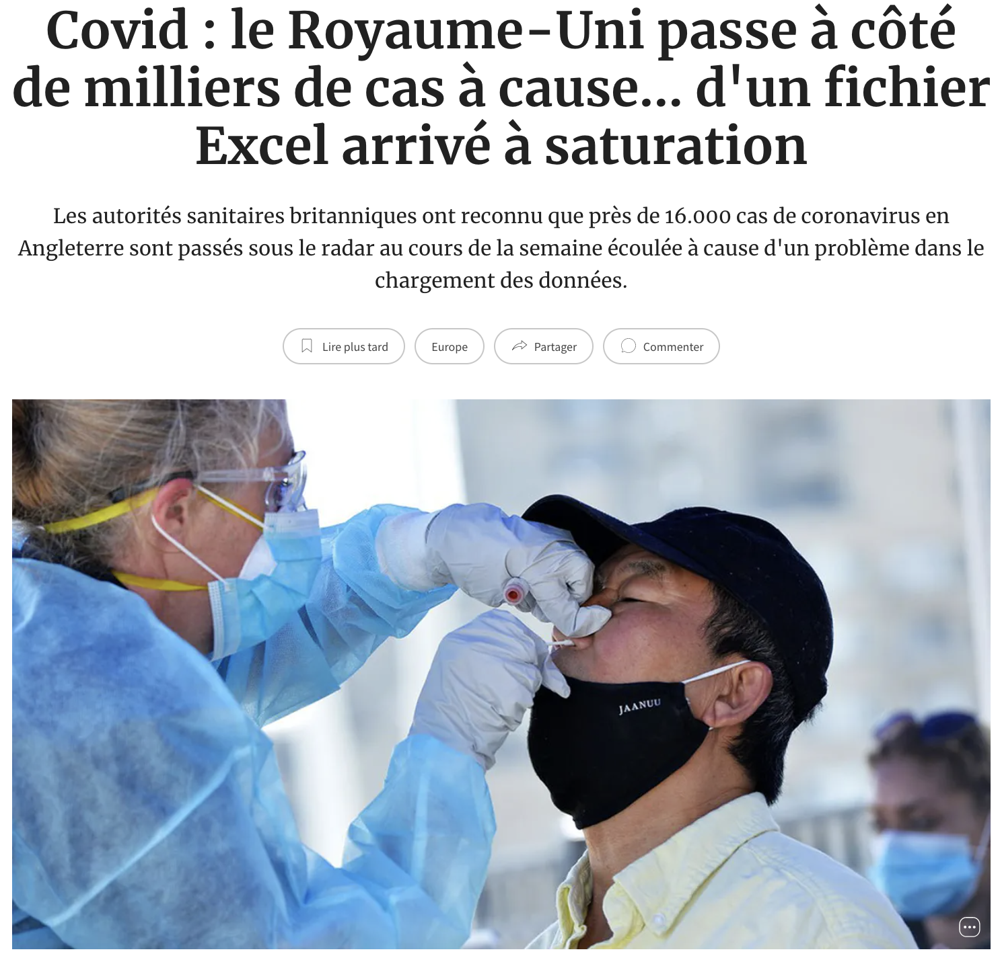 Covid : le Royaume-Uni passe à côté
de milliers de cas à cause... d'un fichier
Excel arrivé à saturation
Les autorités sanitaires britanniques ont reconnu que près de 16.000 cas de coronavirus en
Angleterre sont passés sous le radar au cours de la semaine écoulée à cause d'un problème dans le
chargement des données.
Lire plus tard Europe Partager Commenter
JAANUU